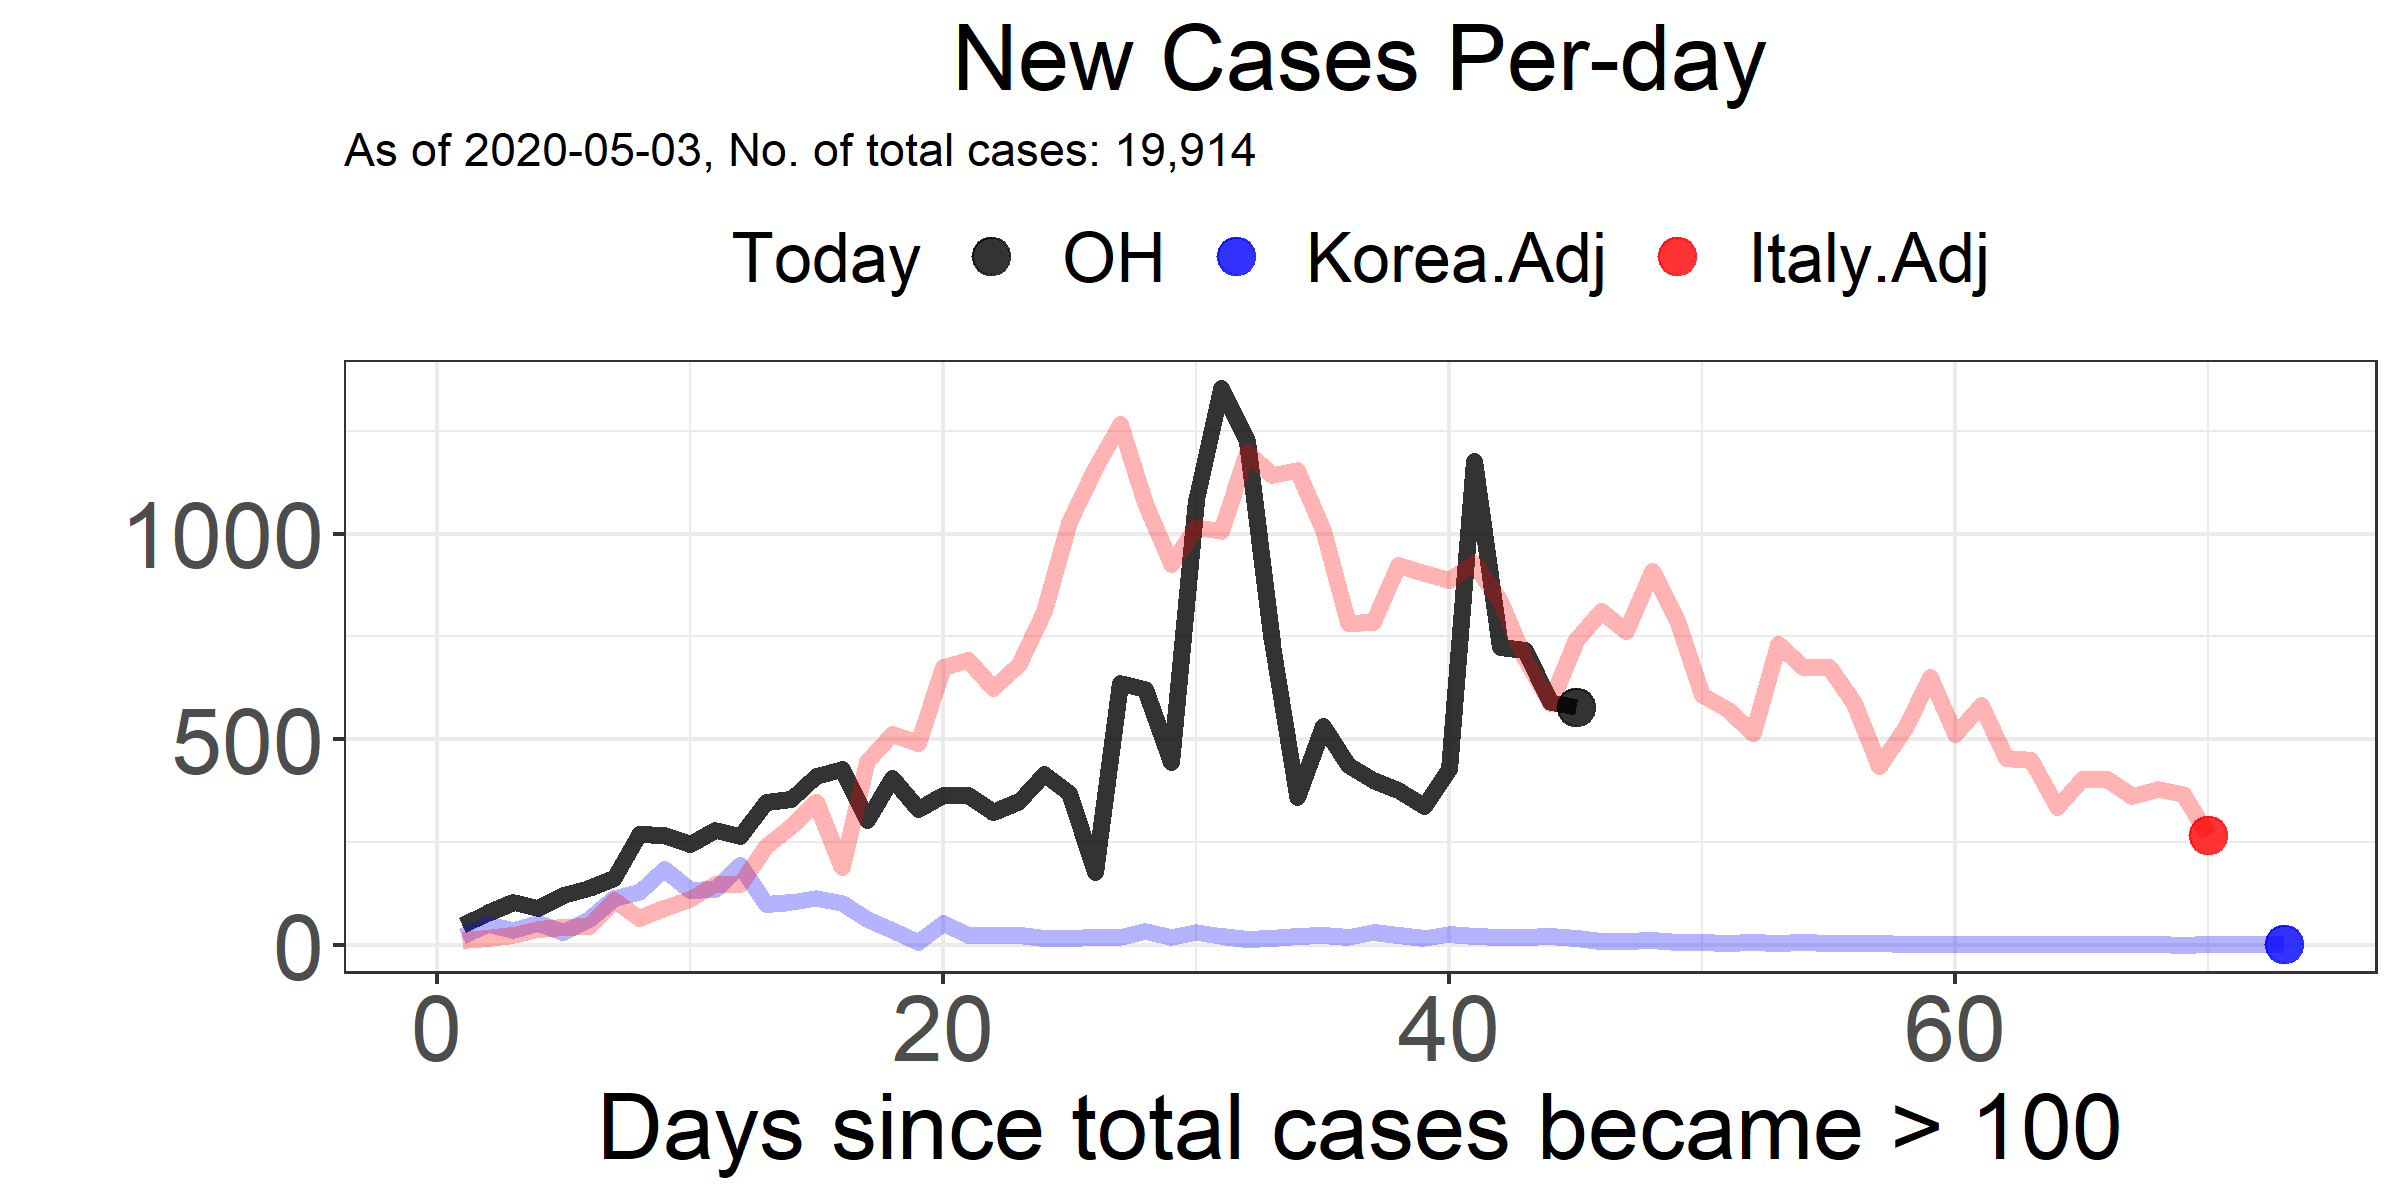 New Cases Per-day
As of 2020-05-03, No. of total cases: 19,914
Today OH Korea.Adj Italy.Adj
1000
500
0
0 20 40 60
Days since total cases became > 100